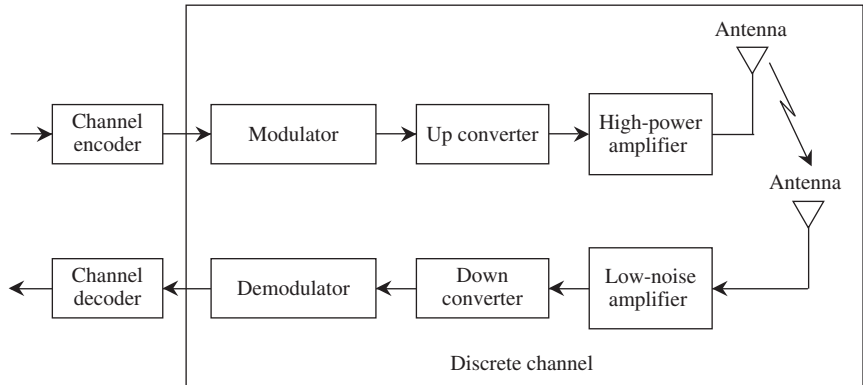 Antenna
Channel
encoder
Modulator
Up converter
High-power
amplifier
Antenna
Channel
decoder
Demodulator
Down
converter
Low-noise
amplifier
Discrete channel